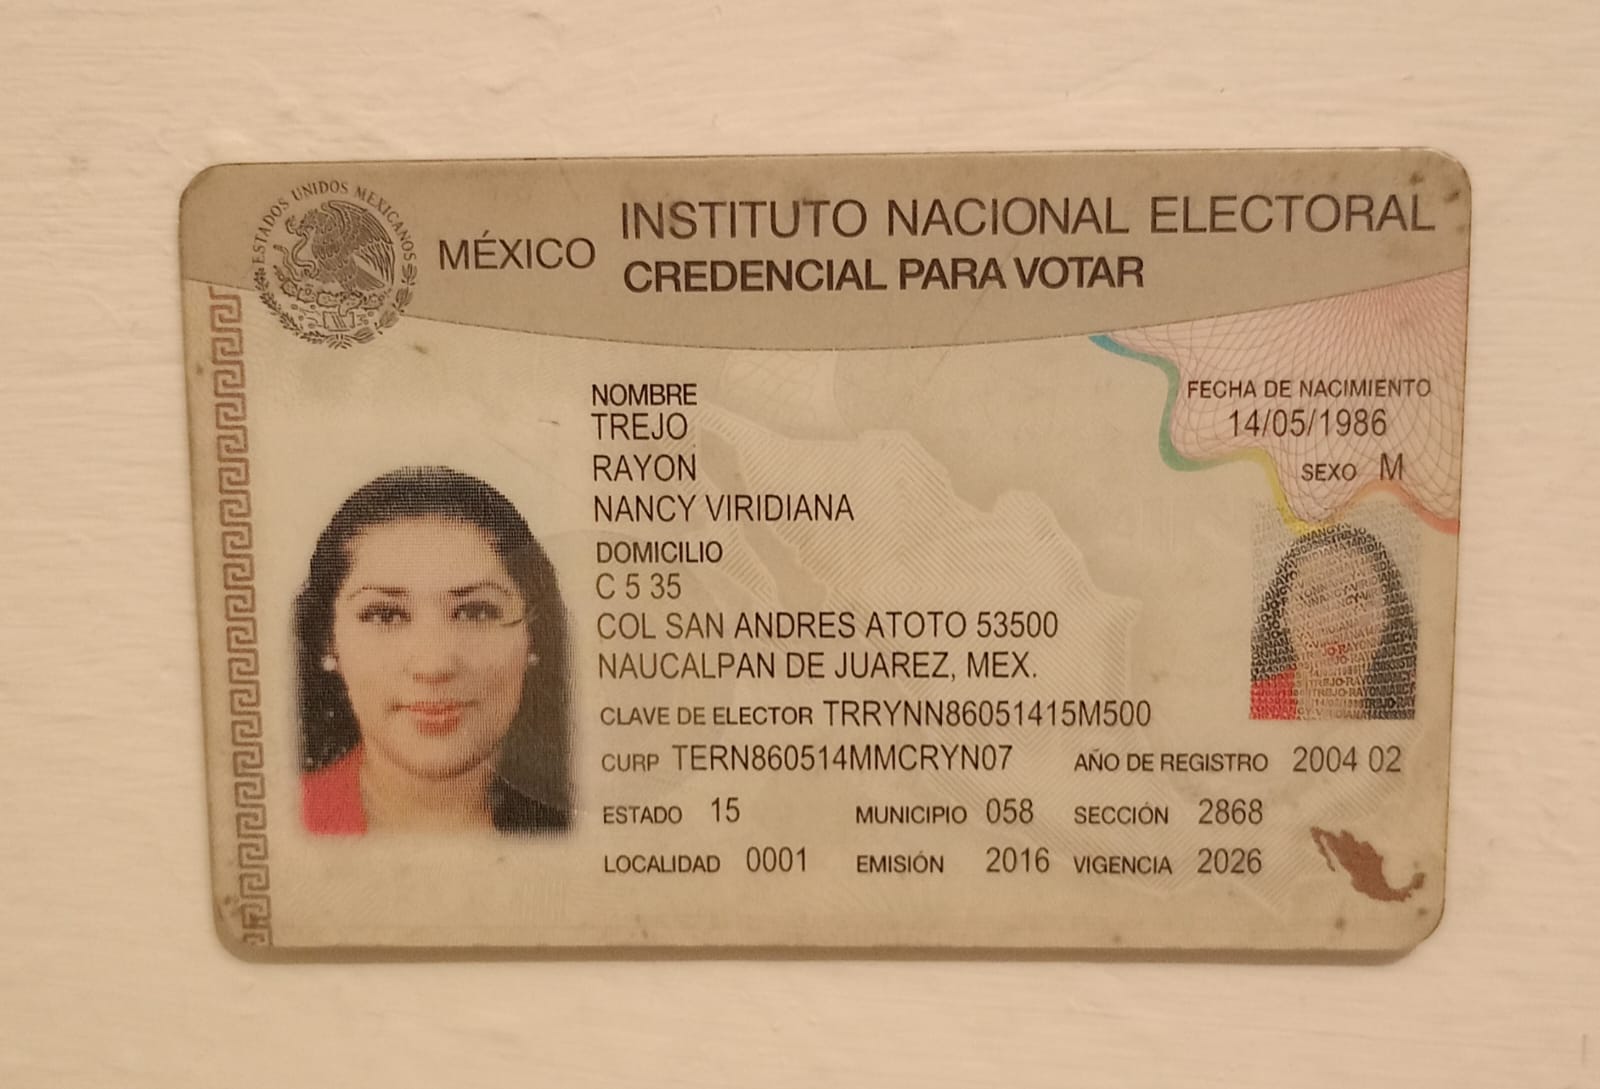 ESTADOS UNIDOS MEXICANOS
MÉXICO
INSTITUTO NACIONAL ELECTORAL
CREDENCIAL PARA VOTAR
NOMBRE
TREJO
RAYON
NANCY VIRIDIANA
FECHA DE NACIMIENTO
14/05/1986
SEXO M
DOMICILIO
C 5 35
COL SAN ANDRES ATOTO 53500
NAUCALPAN DE JUAREZ, MEX.
CLAVE DE ELECTOR TRRYNN86051415M500
CURP TERN860514MMCRYN07 AÑO DE REGISTRO 2004 02
ESTADO 15 MUNICIPIO 058 SECCIÓN 2868
LOCALIDAD 0001 EMISIÓN 2016 VIGENCIA 2026